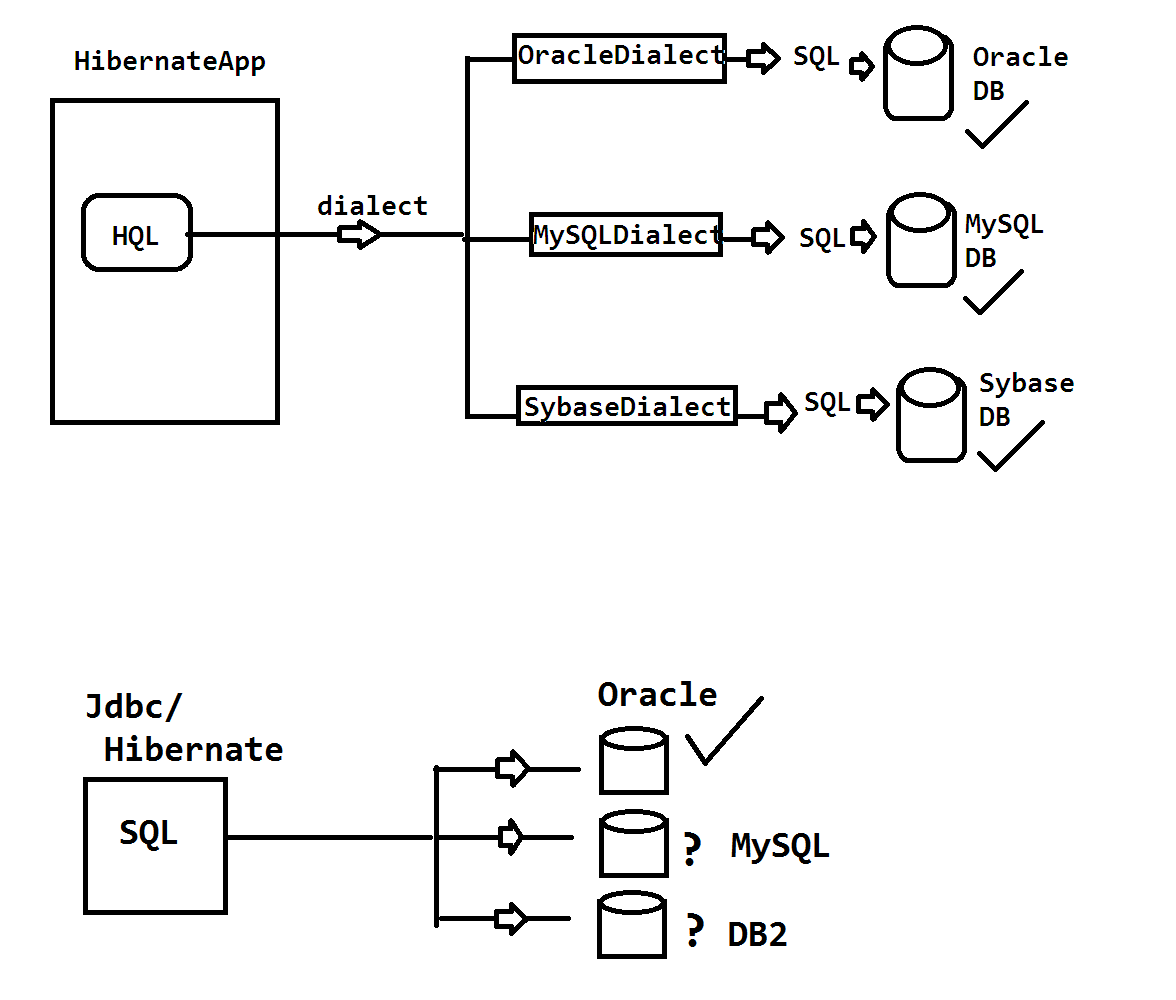 HibernateApp
HQL
dialect
OracleDialect
SQL
Oracle
DB
MySQLDialect
SQL
MySQL
DB
SybaseDialect
SQL
Sybase
DB
Jdbc/
Hibernate
SQL
Oracle
? MySQL
? DB2